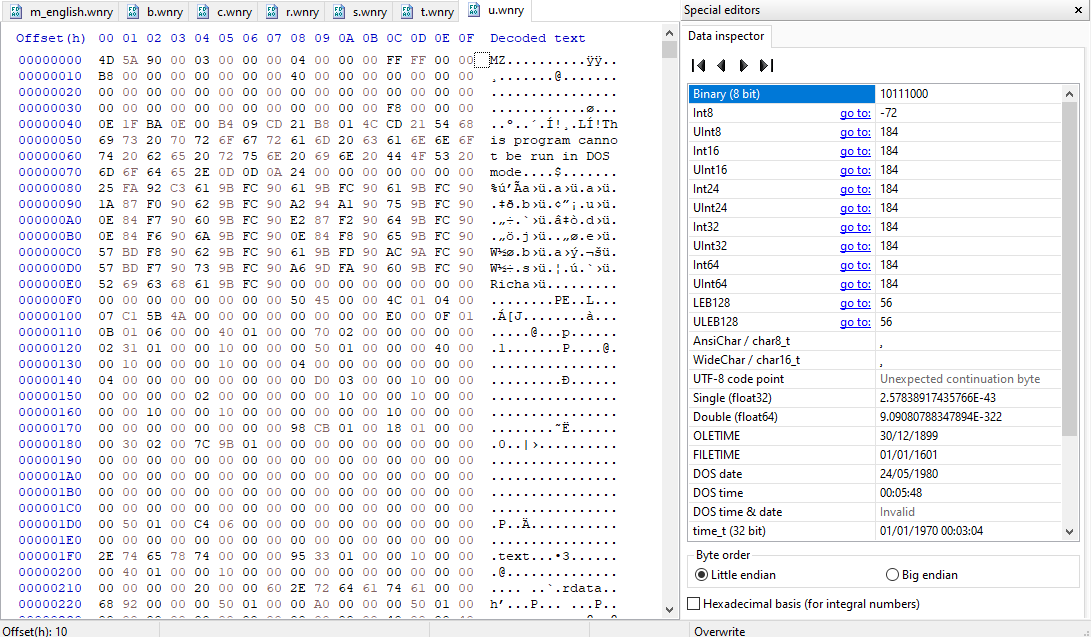 m_english.wnry b.wnry c.wnry r.wnry s.wnry t.wnry u.wnry
Offset(h) 00 01 02 03 04 05 06 07 08 09 0A 0B 0C 0D 0E 0F Decoded text
00000000 4D 5A 90 00 03 00 00 00 04 00 00 00 FF FF 00 00 MZ..........ÿÿ..
00000010 B8 00 00 00 00 00 00 00 40 00 00 00 00 00 00 00 ¸.......@.......
00000020 00 00 00 00 00 00 00 00 00 00 00 00 00 00 00 00 ................
00000030 00 00 00 00 00 00 00 00 00 00 00 00 F8 00 00 00 ............ø...
00000040 0E 1F BA 0E 00 B4 09 CD 21 B8 01 4C CD 21 54 68 ..º..´.Í!¸.LÍ!Th
00000050 69 73 20 70 72 6F 67 72 61 6D 20 63 61 6E 6E 6F is program canno
00000060 74 20 62 65 20 72 75 6E 20 69 6E 20 44 4F 53 20 t be run in DOS
00000070 6D 6F 64 65 2E 0D 0D 0A 24 00 00 00 00 00 00 00 mode....$.......
00000080 25 FA 92 C3 61 9B FC 90 61 9B FC 90 61 9B FC 90 %ú’Ãa›ü.a›ü.a›ü.
00000090 1A 87 F0 90 62 9B FC 90 A2 94 A1 90 75 9B FC 90 .‡ð.b›ü.¢”¡.u›ü.
000000A0 0E 84 F7 90 60 9B FC 90 E2 87 F2 90 64 9B FC 90 .„÷.`›ü.â‡ò.d›ü.
000000B0 0E 84 F6 90 6A 9B FC 90 0E 84 F8 90 65 9B FC 90 .„ö.j›ü..„ø.e›ü.
000000C0 57 BD F8 90 62 9B FC 90 61 9B FD 90 AC 9A FC 90 W½ø.b›ü.a›ý.¬šü.
000000D0 57 BD F7 90 73 9B FC 90 A6 9D FA 90 60 9B FC 90 W½÷.s›ü.¦.ú.`›ü.
000000E0 52 69 63 68 61 9B FC 90 00 00 00 00 00 00 00 00 Richa›ü.........
000000F0 00 00 00 00 00 00 00 00 50 45 00 00 4C 01 04 00 ........PE..L...
00000100 07 C1 5B 4A 00 00 00 00 00 00 00 00 E0 00 0F 01 .Á[J........à...
00000110 0B 01 06 00 00 40 01 00 00 70 02 00 00 00 00 00 .....@...p......
00000120 02 31 01 00 00 10 00 00 00 50 01 00 00 00 40 00 .1.......P....@.
00000130 00 10 00 00 00 10 00 00 04 00 00 00 00 00 00 00 ................
00000140 04 00 00 00 00 00 00 00 00 D0 03 00 00 10 00 00 .........Ð......
00000150 00 00 00 00 02 00 00 00 00 00 10 00 00 10 00 00 ................
00000160 00 00 10 00 00 10 00 00 00 00 00 00 10 00 00 00 ................
00000170 00 00 00 00 00 00 00 00 98 CB 01 00 18 01 00 00 ........˜Ë......
00000180 00 30 02 00 7C 9B 01 00 00 00 00 00 00 00 00 00 .0..|›..........
00000190 00 00 00 00 00 00 00 00 00 00 00 00 00 00 00 00 ................
000001A0 00 00 00 00 00 00 00 00 00 00 00 00 00 00 00 00 ................
000001B0 00 00 00 00 00 00 00 00 00 00 00 00 00 00 00 00 ................
000001C0 00 00 00 00 00 00 00 00 00 00 00 00 00 00 00 00 ................
000001D0 00 50 01 00 C4 06 00 00 00 00 00 00 00 00 00 00 .P..Ä...........
000001E0 00 00 00 00 00 00 00 00 00 00 00 00 00 00 00 00 ................
000001F0 2E 74 65 78 74 00 00 00 95 33 01 00 00 10 00 00 .text...•3......
00000200 00 40 01 00 00 10 00 00 00 00 00 00 00 00 00 00 .@..............
00000210 00 00 00 00 20 00 00 60 2E 72 64 61 74 61 00 00 .... ..`.rdata..
00000220 68 92 00 00 00 50 01 00 00 A0 00 00 00 50 01 00 h’...P... ...P..
Offset(h): 10
Overwrite
Special editors
Data inspector
Binary (8 bit) 10111000
Int8 go to: -72
UInt8 go to: 184
Int16 go to: 184
UInt16 go to: 184
Int24 go to: 184
UInt24 go to: 184
Int32 go to: 184
UInt32 go to: 184
Int64 go to: 184
UInt64 go to: 184
LEB128 go to: 56
ULEB128 go to: 56
AnsiChar / char8_t ¸
WideChar / char16_t ¸
UTF-8 code point Unexpected continuation byte
Single (float32) 2.57838917435766E-43
Double (float64) 9.09080788347894E-322
OLETIME 30/12/1899
FILETIME 01/01/1601
DOS date 24/05/1980
DOS time 00:05:48
DOS time & date Invalid
time_t (32 bit) 01/01/1970 00:03:04
Byte order
Little endian Big endian
Hexadecimal basis (for integral numbers)